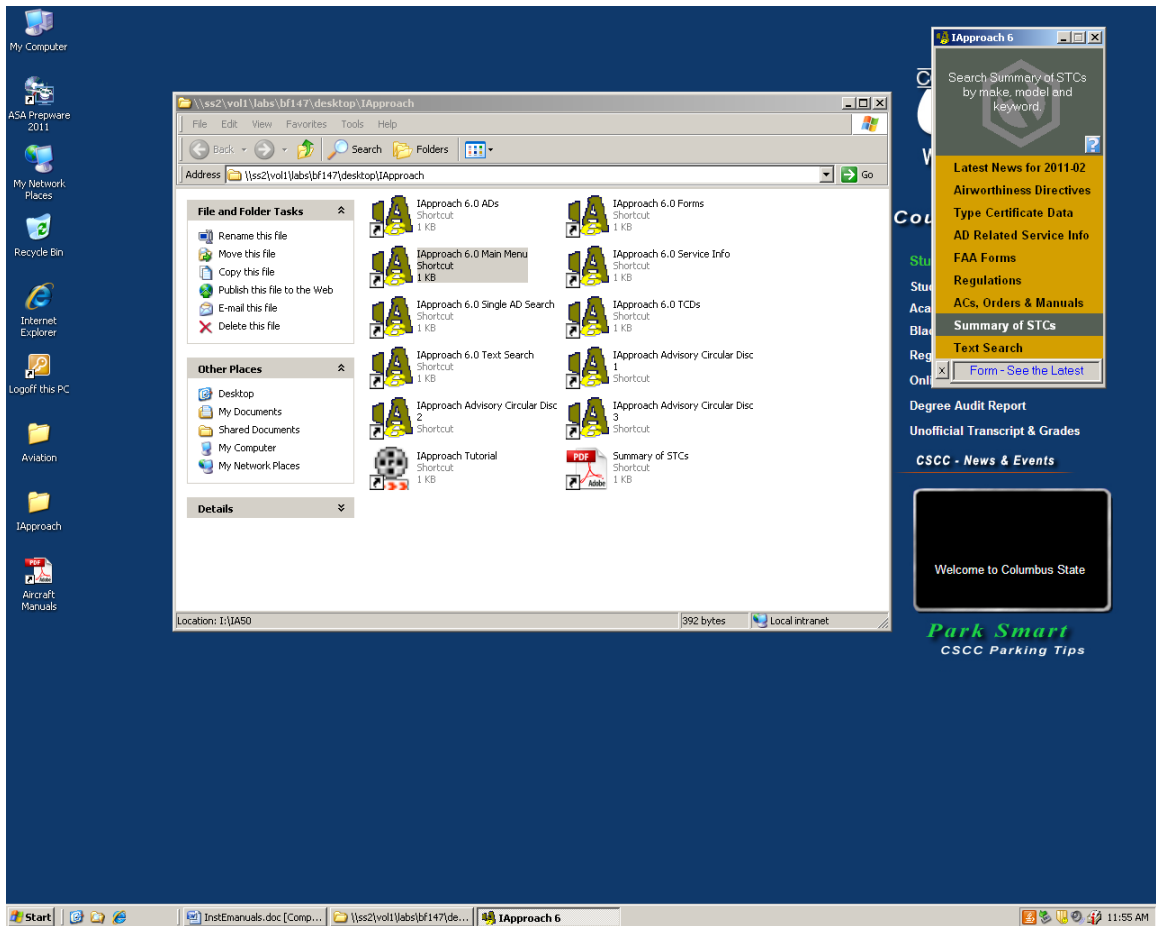 My Computer
ASA Prepware
2011
My Network
Places
Recycle Bin
Internet
Explorer
Logoff this PC
Aviation
IApproach
Aircraft
Manuals
\\ss2\vol1\labs\bf147\desktop\IApproach
File Edit View Favorites Tools Help
Back Search Folders
Address \\ss2\vol1\labs\bf147\desktop\IApproach Go
File and Folder Tasks
Rename this file
Move this file
Copy this file
Publish this file to the Web
E-mail this file
Delete this file
Other Places
Desktop
My Documents
Shared Documents
My Computer
My Network Places
Details
IApproach 6.0 ADs
Shortcut
1 KB
IApproach 6.0 Forms
Shortcut
1 KB
IApproach 6.0 Main Menu
Shortcut
1 KB
IApproach 6.0 Service Info
Shortcut
1 KB
IApproach 6.0 Single AD Search
Shortcut
1 KB
IApproach 6.0 TCDs
Shortcut
1 KB
IApproach 6.0 Text Search
Shortcut
1 KB
IApproach Advisory Circular Disc
1
Shortcut
IApproach Advisory Circular Disc
2
Shortcut
IApproach Advisory Circular Disc
3
Shortcut
IApproach Tutorial
Shortcut
1 KB
PDF
Adobe
Summary of STCs
Shortcut
1 KB
Location: I:\IA50 392 bytes Local intranet
IApproach 6
Search Summary of STCs
by make, model and
keyword.
Latest News for 2011-02
Airworthiness Directives
Type Certificate Data
AD Related Service Info
FAA Forms
Regulations
ACs, Orders & Manuals
Summary of STCs
Text Search
x Form - See the Latest
C
W
Cou
Stu
Stu
Aca
Bla
Reg
Onli
Degree Audit Report
Unofficial Transcript & Grades
CSCC - News & Events
Welcome to Columbus State
Park Smart
CSCC Parking Tips
Start InstEmanuals.doc [Comp... \\ss2\vol1\labs\bf147\de... IApproach 6 11:55 AM